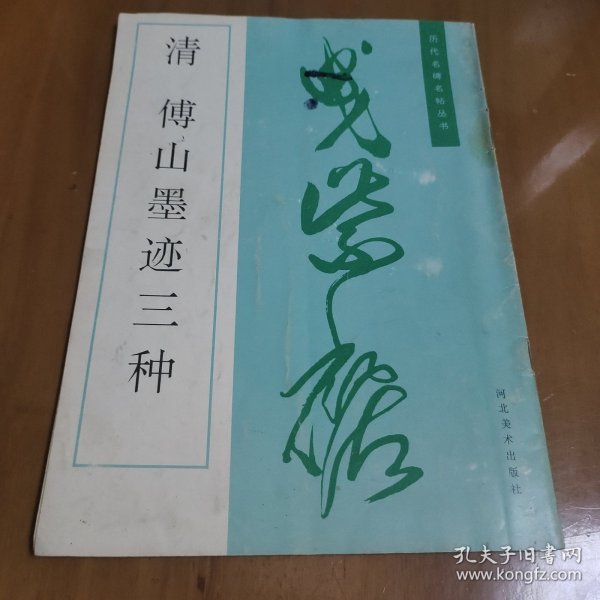 历代名碑名帖丛书
清 傅山墨迹三种
河北美术出版社
孔夫子旧书网
www.kongfz.com